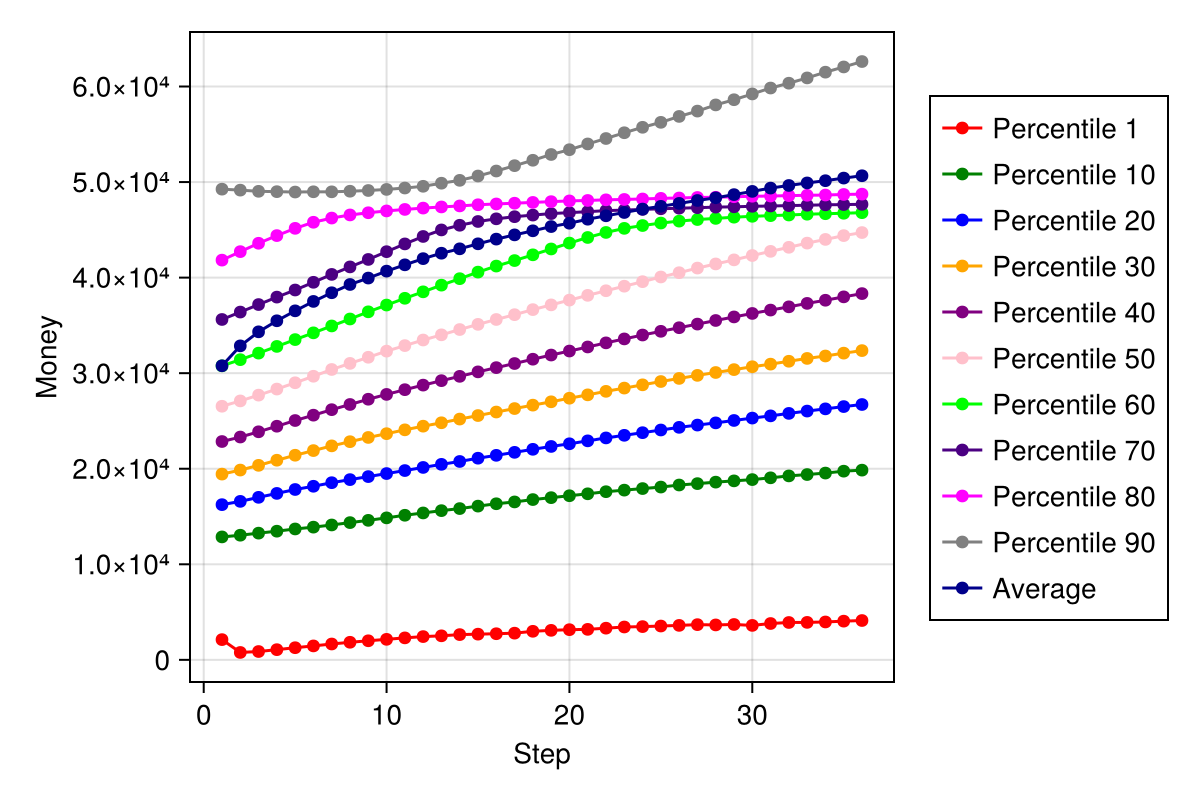 6.0×10⁴
5.0×10⁴
4.0×10⁴
3.0×10⁴
2.0×10⁴
1.0×10⁴
0
Money
0 10 20 30
Step
Percentile 1
Percentile 10
Percentile 20
Percentile 30
Percentile 40
Percentile 50
Percentile 60
Percentile 70
Percentile 80
Percentile 90
Average